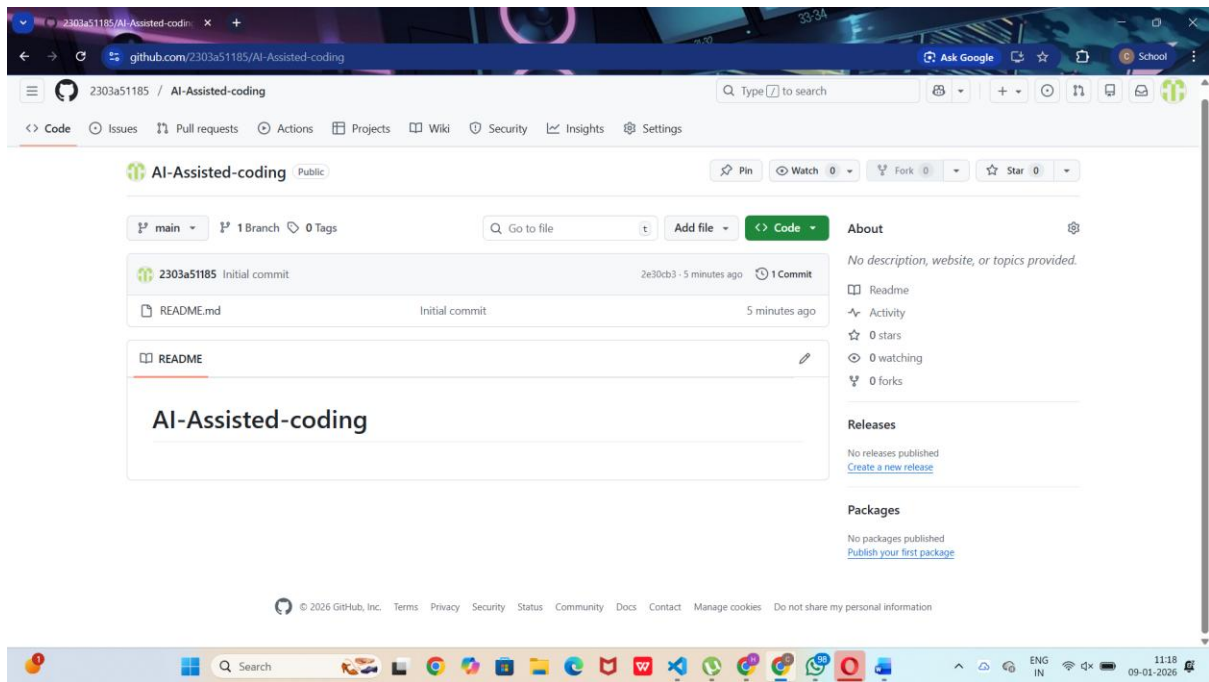 2303a51185/AI-Assisted-codin
33-34
github.com/2303a51185/AI-Assisted-coding
Ask Google
School
2303a51185 / AI-Assisted-coding
Type / to search
Code Issues Pull requests Actions Projects Wiki Security Insights Settings
AI-Assisted-coding Public
Pin Watch 0 Fork 0 Star 0
main 1 Branch 0 Tags
Go to file t
Add file Code
About
2303a51185 Initial commit
2e30cb3 · 5 minutes ago 1 Commit
README.md Initial commit 5 minutes ago
No description, website, or topics provided.
Readme
Activity
0 stars
0 watching
0 forks
README
AI-Assisted-coding
Releases
No releases published
Create a new release
Packages
No packages published
Publish your first package
© 2026 GitHub, Inc. Terms Privacy Security Status Community Docs Contact Manage cookies Do not share my personal information
1
Search
98
ENG
IN
11:18
09-01-2026